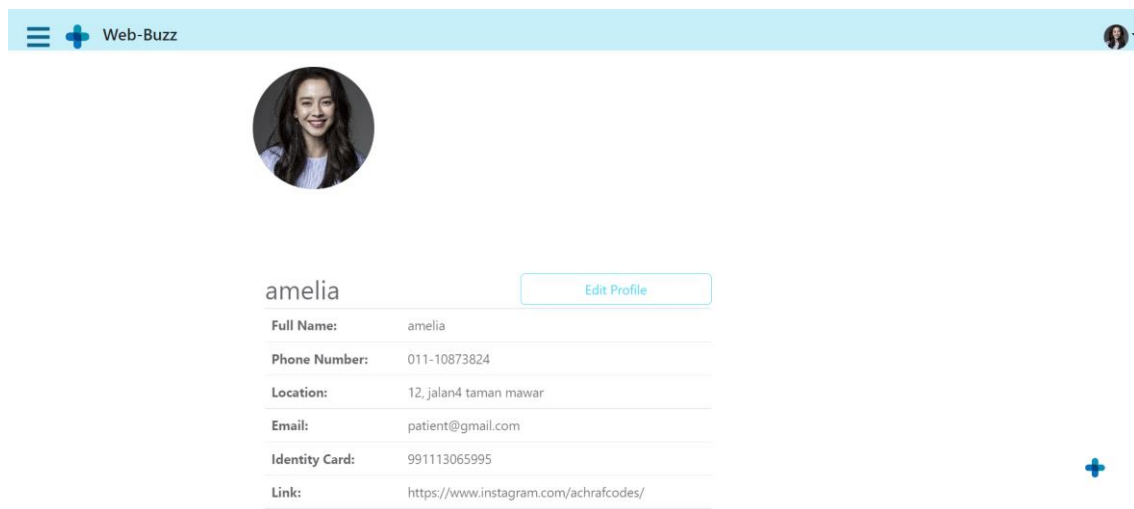 Web-Buzz
amelia
Edit Profile
Full Name: amelia
Phone Number: 011-10873824
Location: 12, jalan4 taman mawar
Email: patient@gmail.com
Identity Card: 991113065995
Link: https://www.instagram.com/achrafcodes/